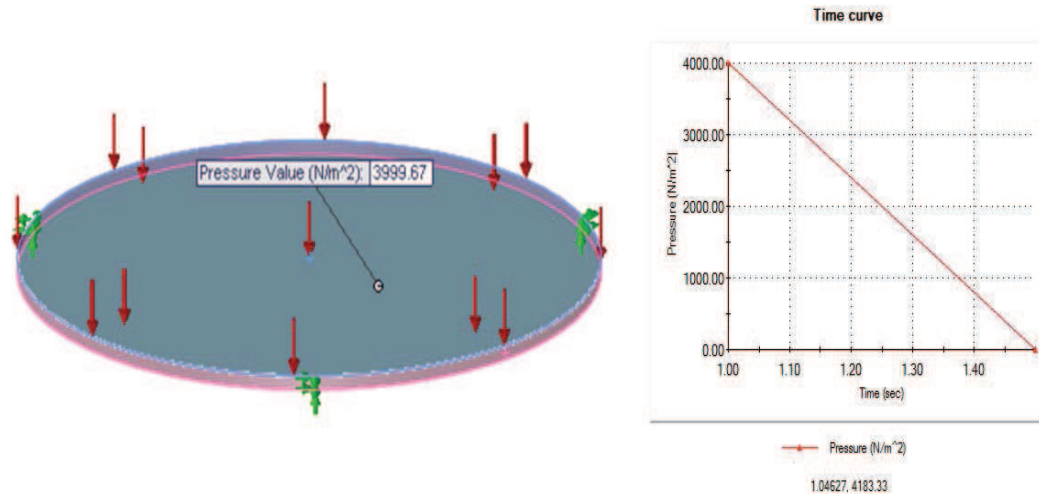 Pressure Value (N/m^2): 3999.67
Time curve
4000.00
3000.00
2000.00
1000.00
0.00
Pressure (N/m^2)
1.00 1.10 1.20 1.30 1.40
Time (sec)
Pressure (N/m^2)
1.04627, 4183.33